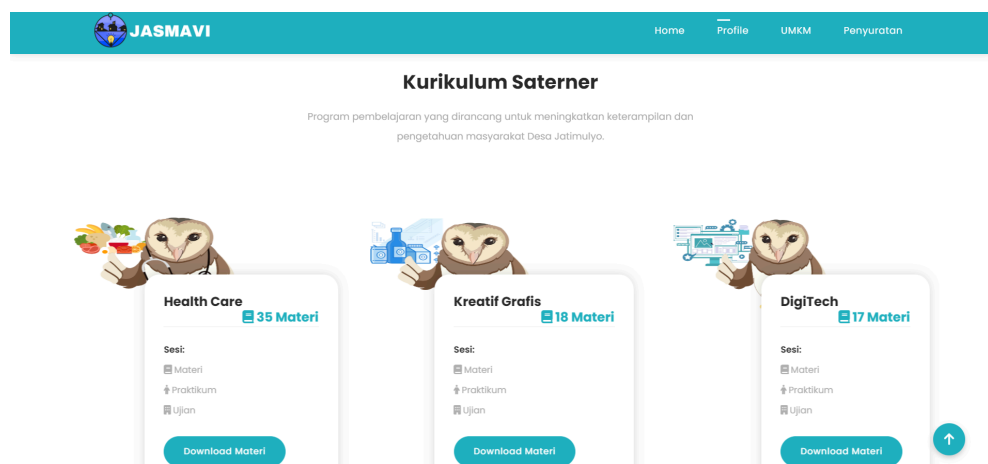 JASMAVI
Home Profile UMKM Penyuratan
Kurikulum Saterner
Program pembelajaran yang dirancang untuk meningkatkan keterampilan dan
pengetahuan masyarakat Desa Jatimulyo.
Health Care
35 Materi
Sesi:
Materi
Praktikum
Ujian
Download Materi
Kreatif Grafis
18 Materi
Sesi:
Materi
Praktikum
Ujian
Download Materi
DigiTech
17 Materi
Sesi:
Materi
Praktikum
Ujian
Download Materi